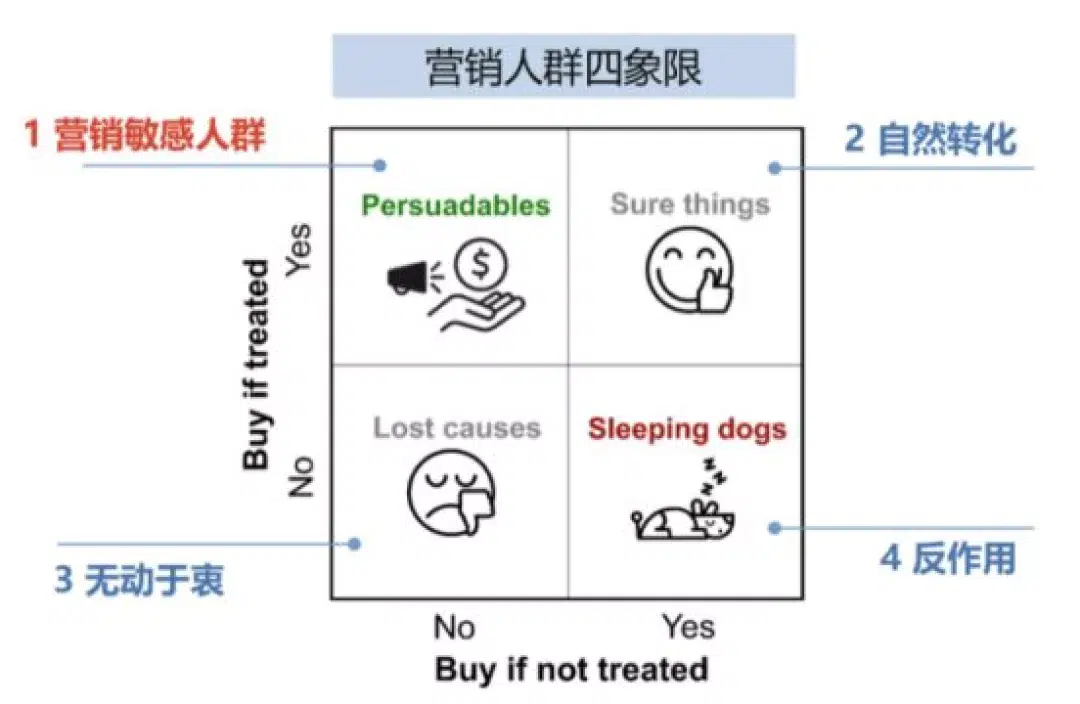 营销人群四象限
1 营销敏感人群
2 自然转化
Persuadables
Sure things
$
Buy if treated
Yes
No
Lost causes
Sleeping dogs
z z z z
3 无动于衷
4 反作用
No
Yes
Buy if not treated